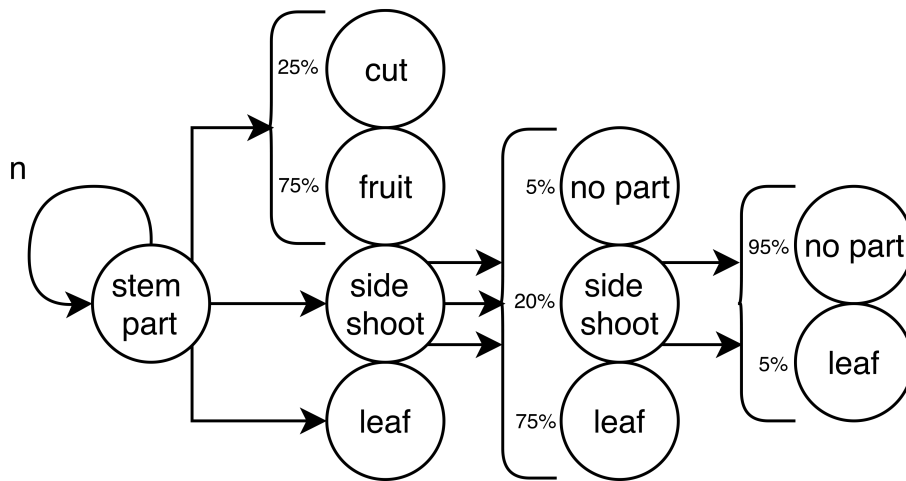 n
stem
part
25%
cut
75%
fruit
side
shoot
leaf
5%
no part
20%
side
shoot
75%
leaf
95%
no part
5%
leaf